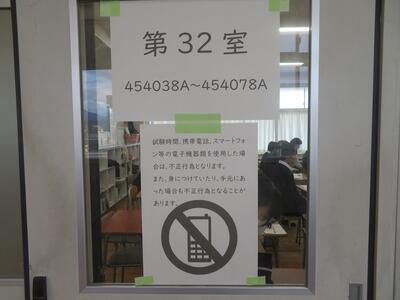 第32室
454038A～454078A
試験時間、携帯電話、スマートフォ
ン等の電子機器類を使用した場
合は、不正行為となります。
また、身につけていたり、手元にあ
った場合も不正行為となることが
あります。